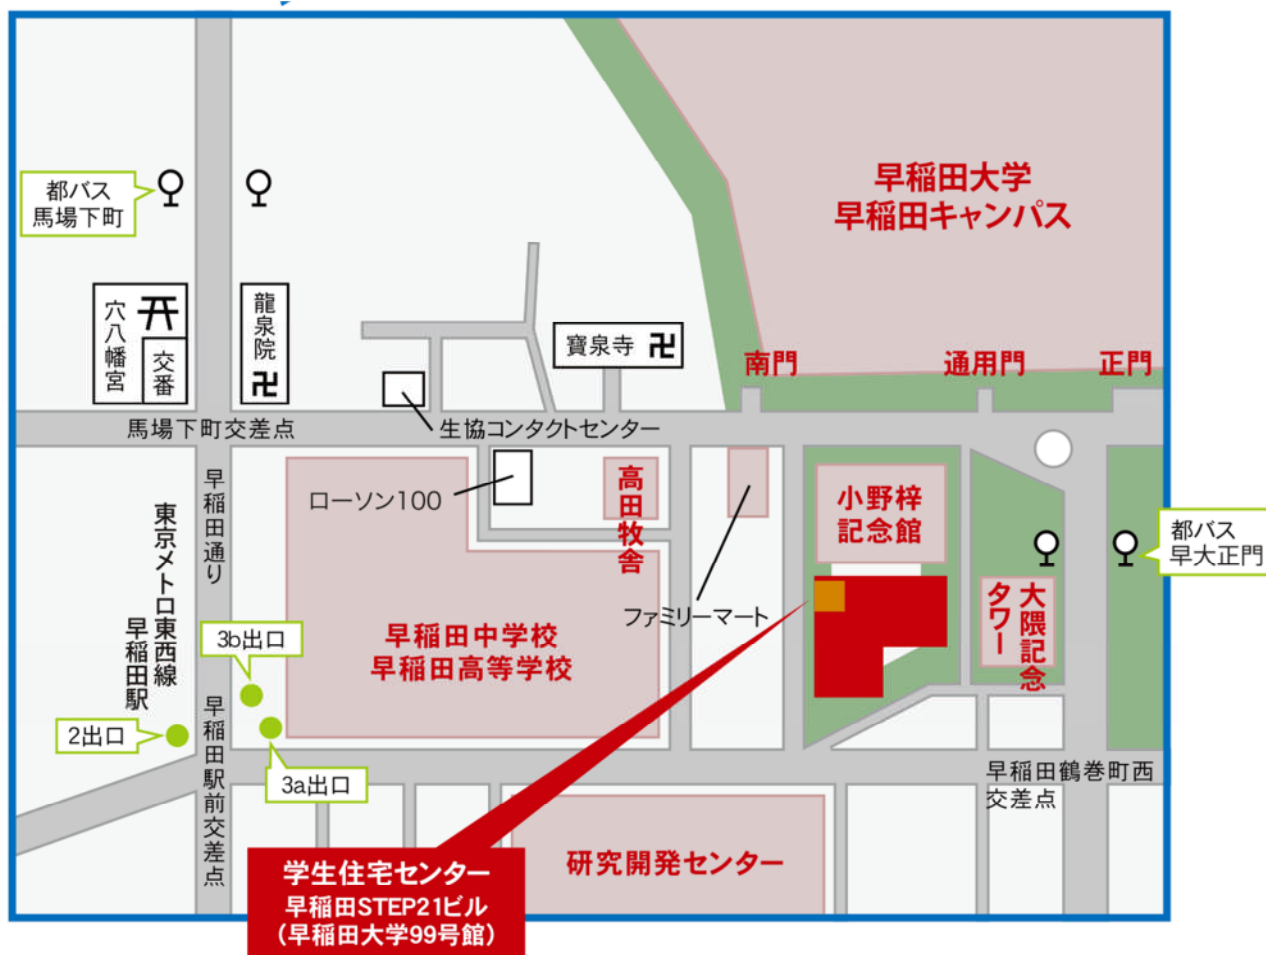 早稲田大学
早稲田キャンパス
都バス
馬場下町
穴八幡宮
交番
龍泉院
寶泉寺
南門
通用門
正門
馬場下町交差点
生協コンタクトセンター
早稲田通り
ローソン100
高田牧舎
小野梓
記念館
都バス
早大正門
東京メトロ東西線
早稲田駅
ファミリーマート
大隈記念
タワー
3b出口
早稲田中学校
早稲田高等学校
2出口
3a出口
早稲田駅前交差点
早稲田鶴巻町西
交差点
研究開発センター
学生住宅センター
早稲田STEP21ビル
（早稲田大学99号館）